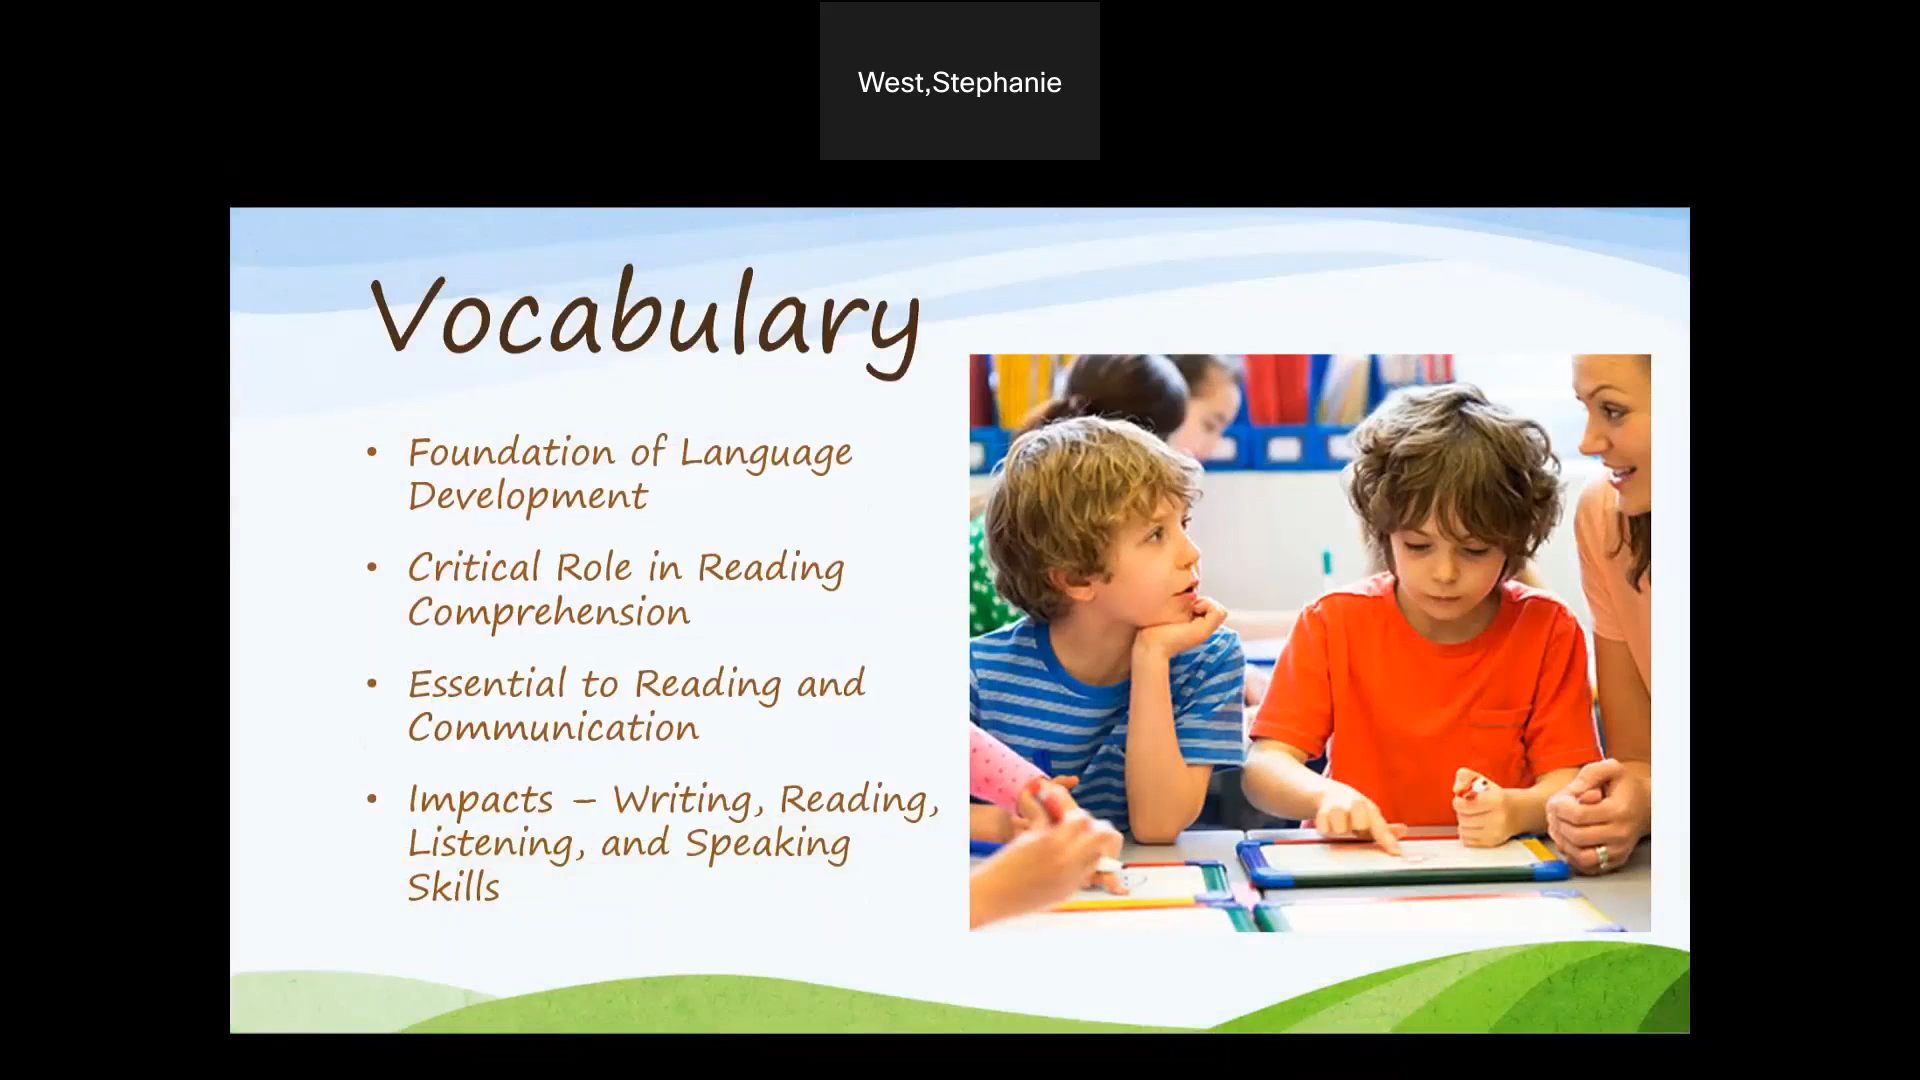 West,Stephanie
Vocabulary
• Foundation of Language
Development
• Critical Role in Reading
Comprehension
• Essential to Reading and
Communication
• Impacts – Writing, Reading,
Listening, and Speaking
Skills